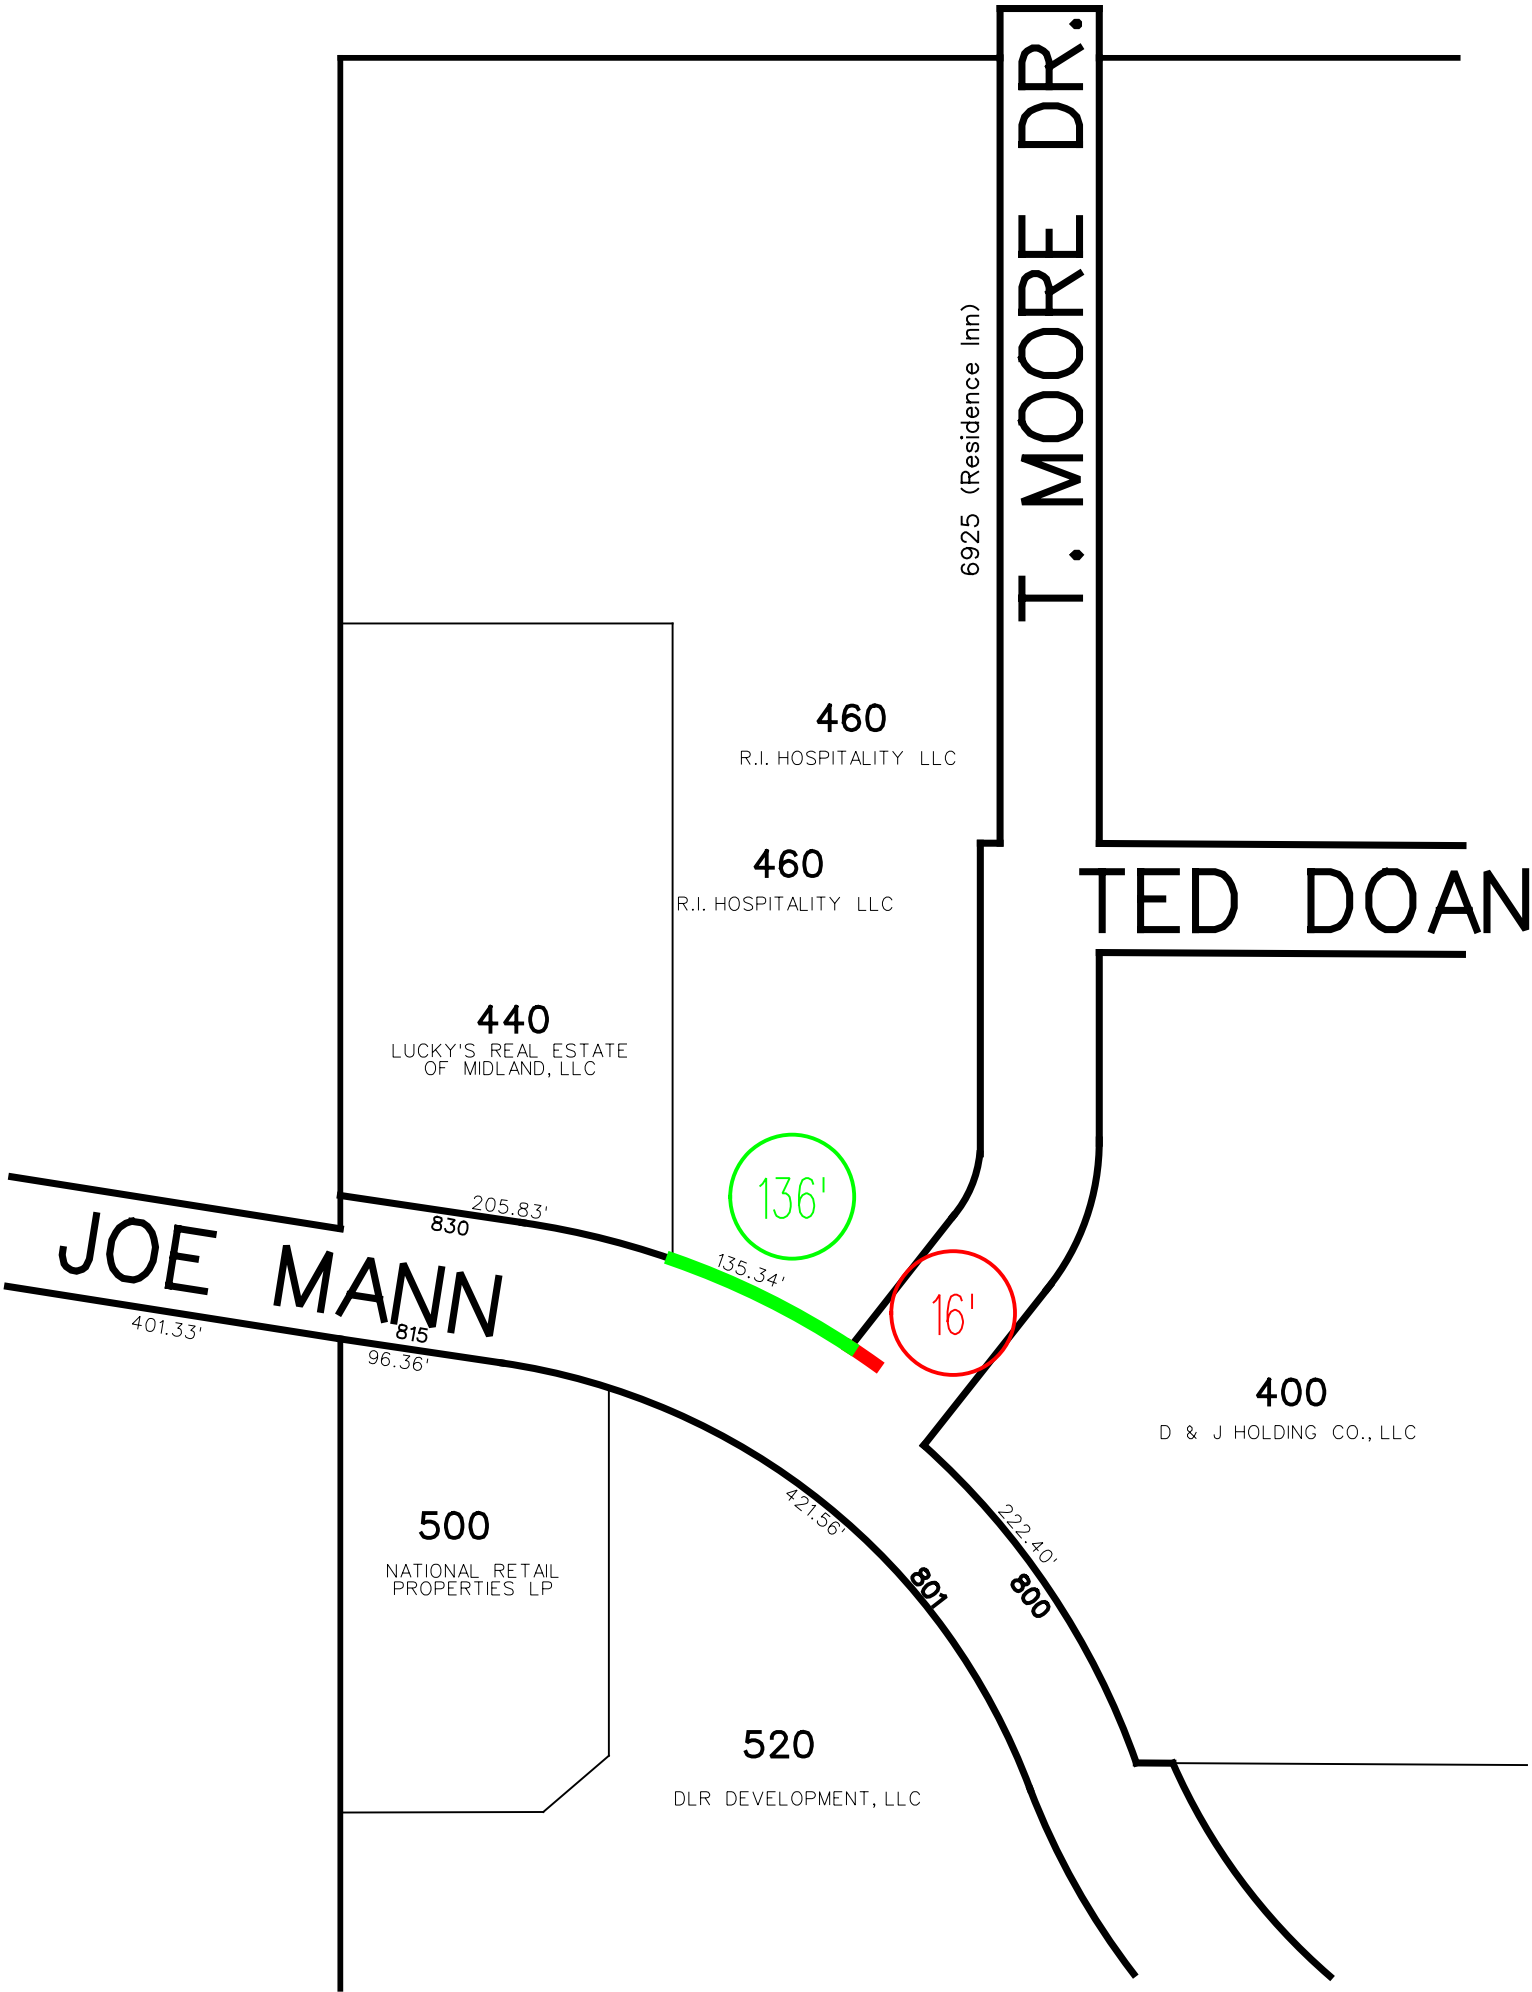 T. MOORE DR.
6925 (Residence Inn)
460
R.I. HOSPITALITY LLC
460
R.I. HOSPITALITY LLC
TED DOAN
440
LUCKY'S REAL ESTATE
OF MIDLAND, LLC
136'
205.83'
830
JOE MANN
135.34'
16'
401.33'
815
96.36'
400
D & J HOLDING CO., LLC
421.56'
222.40'
500
NATIONAL RETAIL
PROPERTIES LP
801
800
520
DLR DEVELOPMENT, LLC